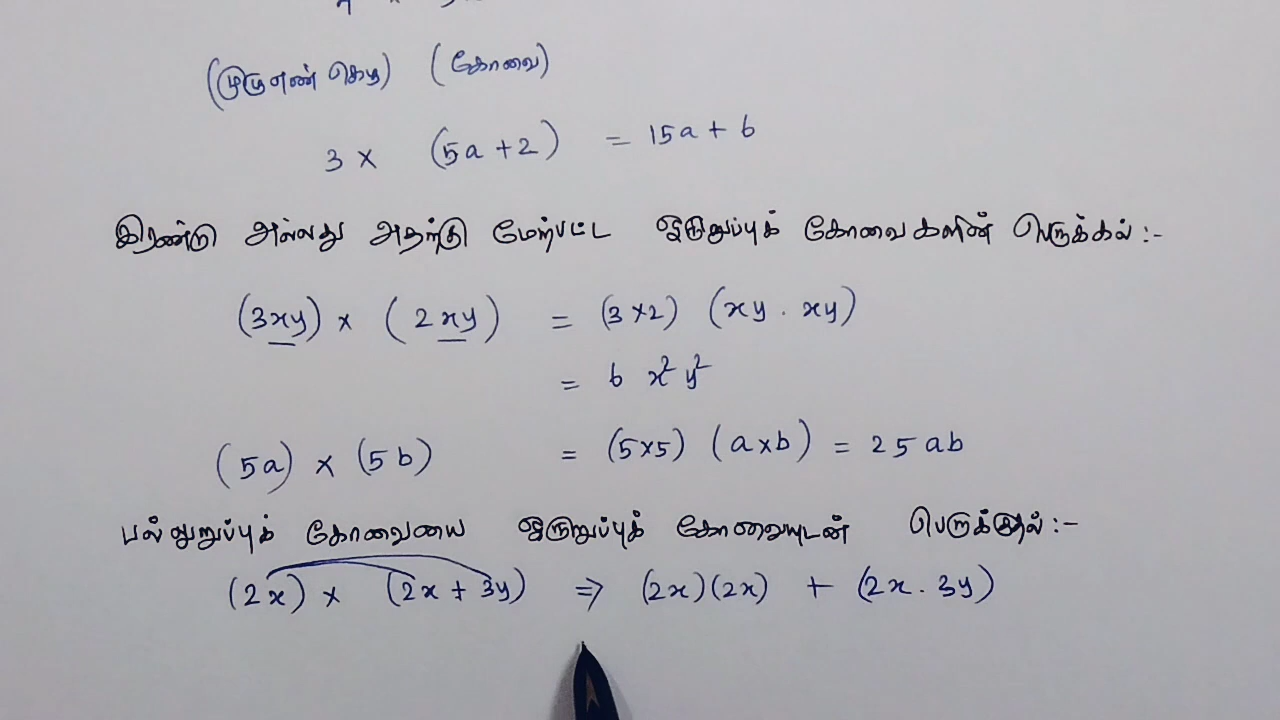 (முழு எண் கெழு) (கோவை)
3 × (5a + 2) = 15a + 6
இரண்டு அல்லது அதற்கு மேற்பட்ட ஒருறுப்புக் கோவைகளின் பெருக்கல் :-
(3xy) × (2xy) = (3×2) (xy . xy)
= 6 x² y²
(5a) × (5b) = (5×5) (a×b) = 25 ab
பல்லுறுப்புக் கோவையை ஒருறுப்புக் கோவையுடன் பெருக்குதல் :-
(2x) × (2x + 3y) ⇒ (2x)(2x) + (2x . 3y)